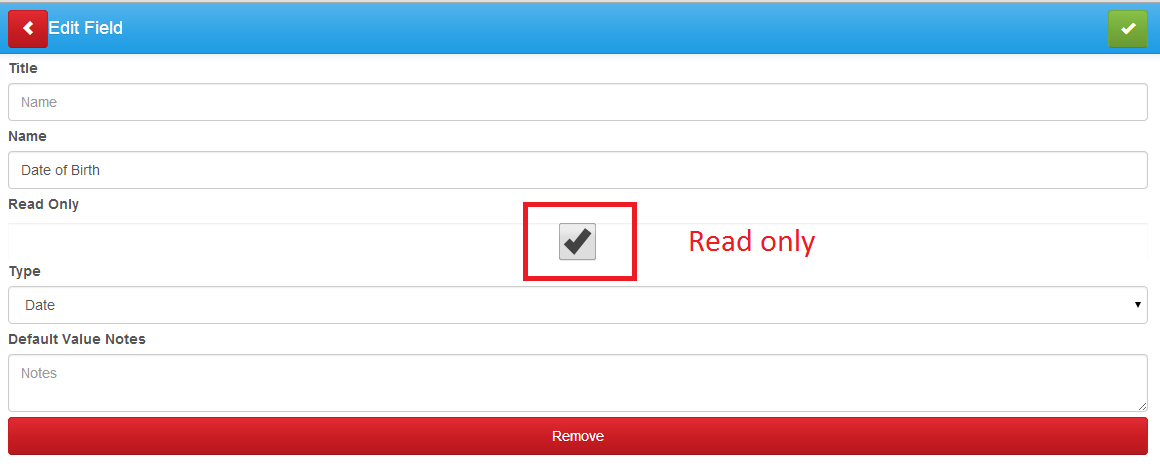 Edit Field
Title
Name
Name
Date of Birth
Read Only
Read only
Type
Date
Default Value Notes
Notes
Remove